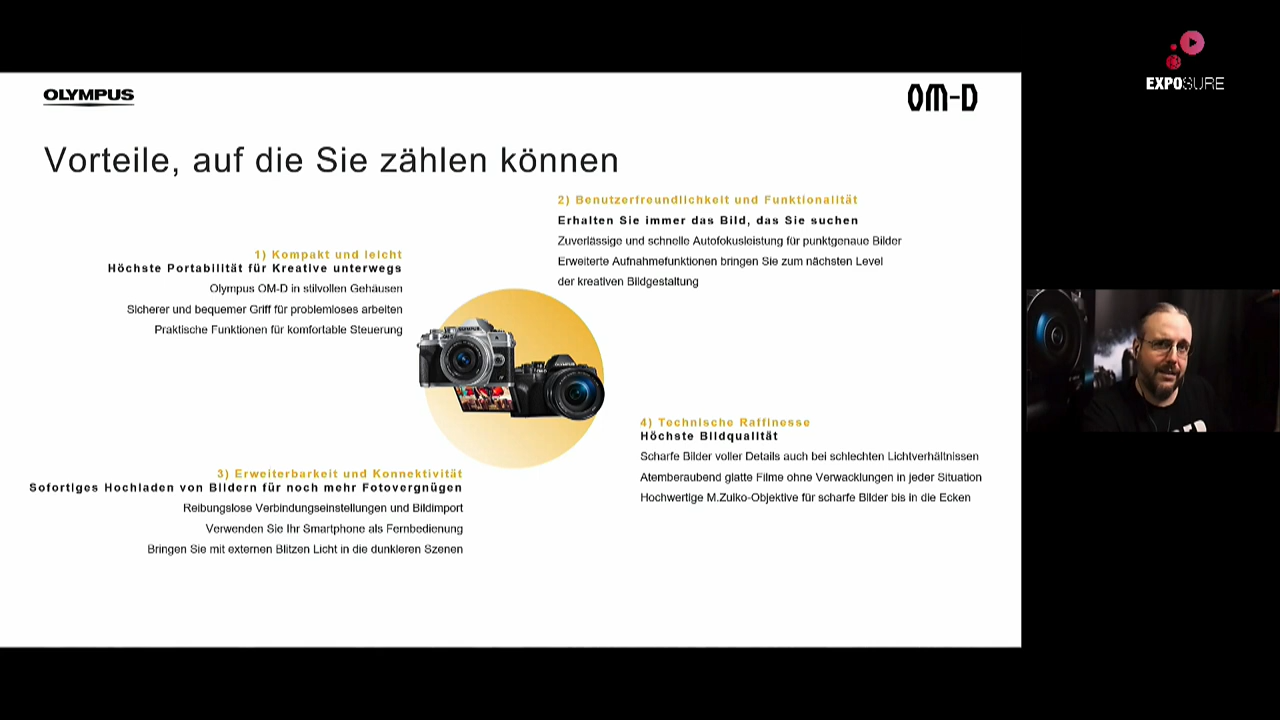 EXPOSURE
OLYMPUS
OM-D
Vorteile, auf die Sie zählen können
1) Kompakt und leicht
Höchste Portabilität für Kreative unterwegs
Olympus OM-D in stilvollen Gehäusen
Sicherer und bequemer Griff für problemloses arbeiten
Praktische Funktionen für komfortable Steuerung
2) Benutzerfreundlichkeit und Funktionalität
Erhalten Sie immer das Bild, das Sie suchen
Zuverlässige und schnelle Autofokusleistung für punktgenaue Bilder
Erweiterte Aufnahmefunktionen bringen Sie zum nächsten Level
der kreativen Bildgestaltung
3) Erweiterbarkeit und Konnektivität
Sofortiges Hochladen von Bildern für noch mehr Fotovergnügen
Reibungslose Verbindungseinstellungen und Bildimport
Verwenden Sie Ihr Smartphone als Fernbedienung
Bringen Sie mit externen Blitzen Licht in die dunkleren Szenen
4) Technische Raffinesse
Höchste Bildqualität
Scharfe Bilder voller Details auch bei schlechten Lichtverhältnissen
Atemberaubend glatte Filme ohne Verwacklungen in jeder Situation
Hochwertige M.Zuiko-Objektive für scharfe Bilder bis in die Ecken
OLYMPUS
OLYMPUS